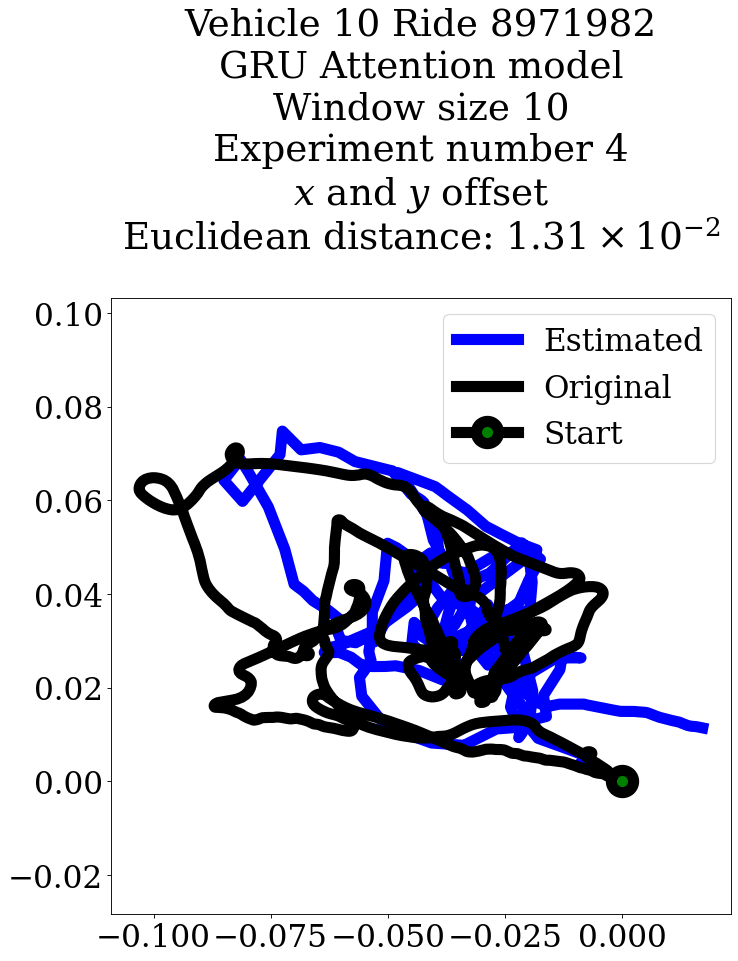 Vehicle 10 Ride 8971982
GRU Attention model
Window size 10
Experiment number 4
x and y offset
Euclidean distance: 1.31 × 10⁻²
Estimated
Original
Start
0.10
0.08
0.06
0.04
0.02
0.00
−0.02
−0.100 −0.075 −0.050 −0.025 0.000